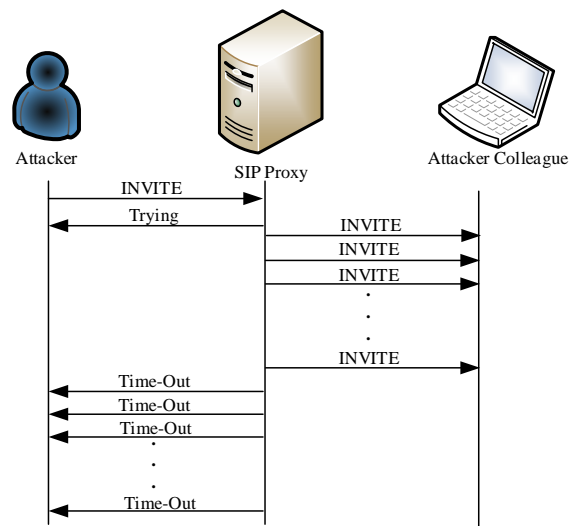 Attacker
SIP Proxy
Attacker Colleague
INVITE
Trying
INVITE
INVITE
INVITE
INVITE
Time-Out
Time-Out
Time-Out
Time-Out